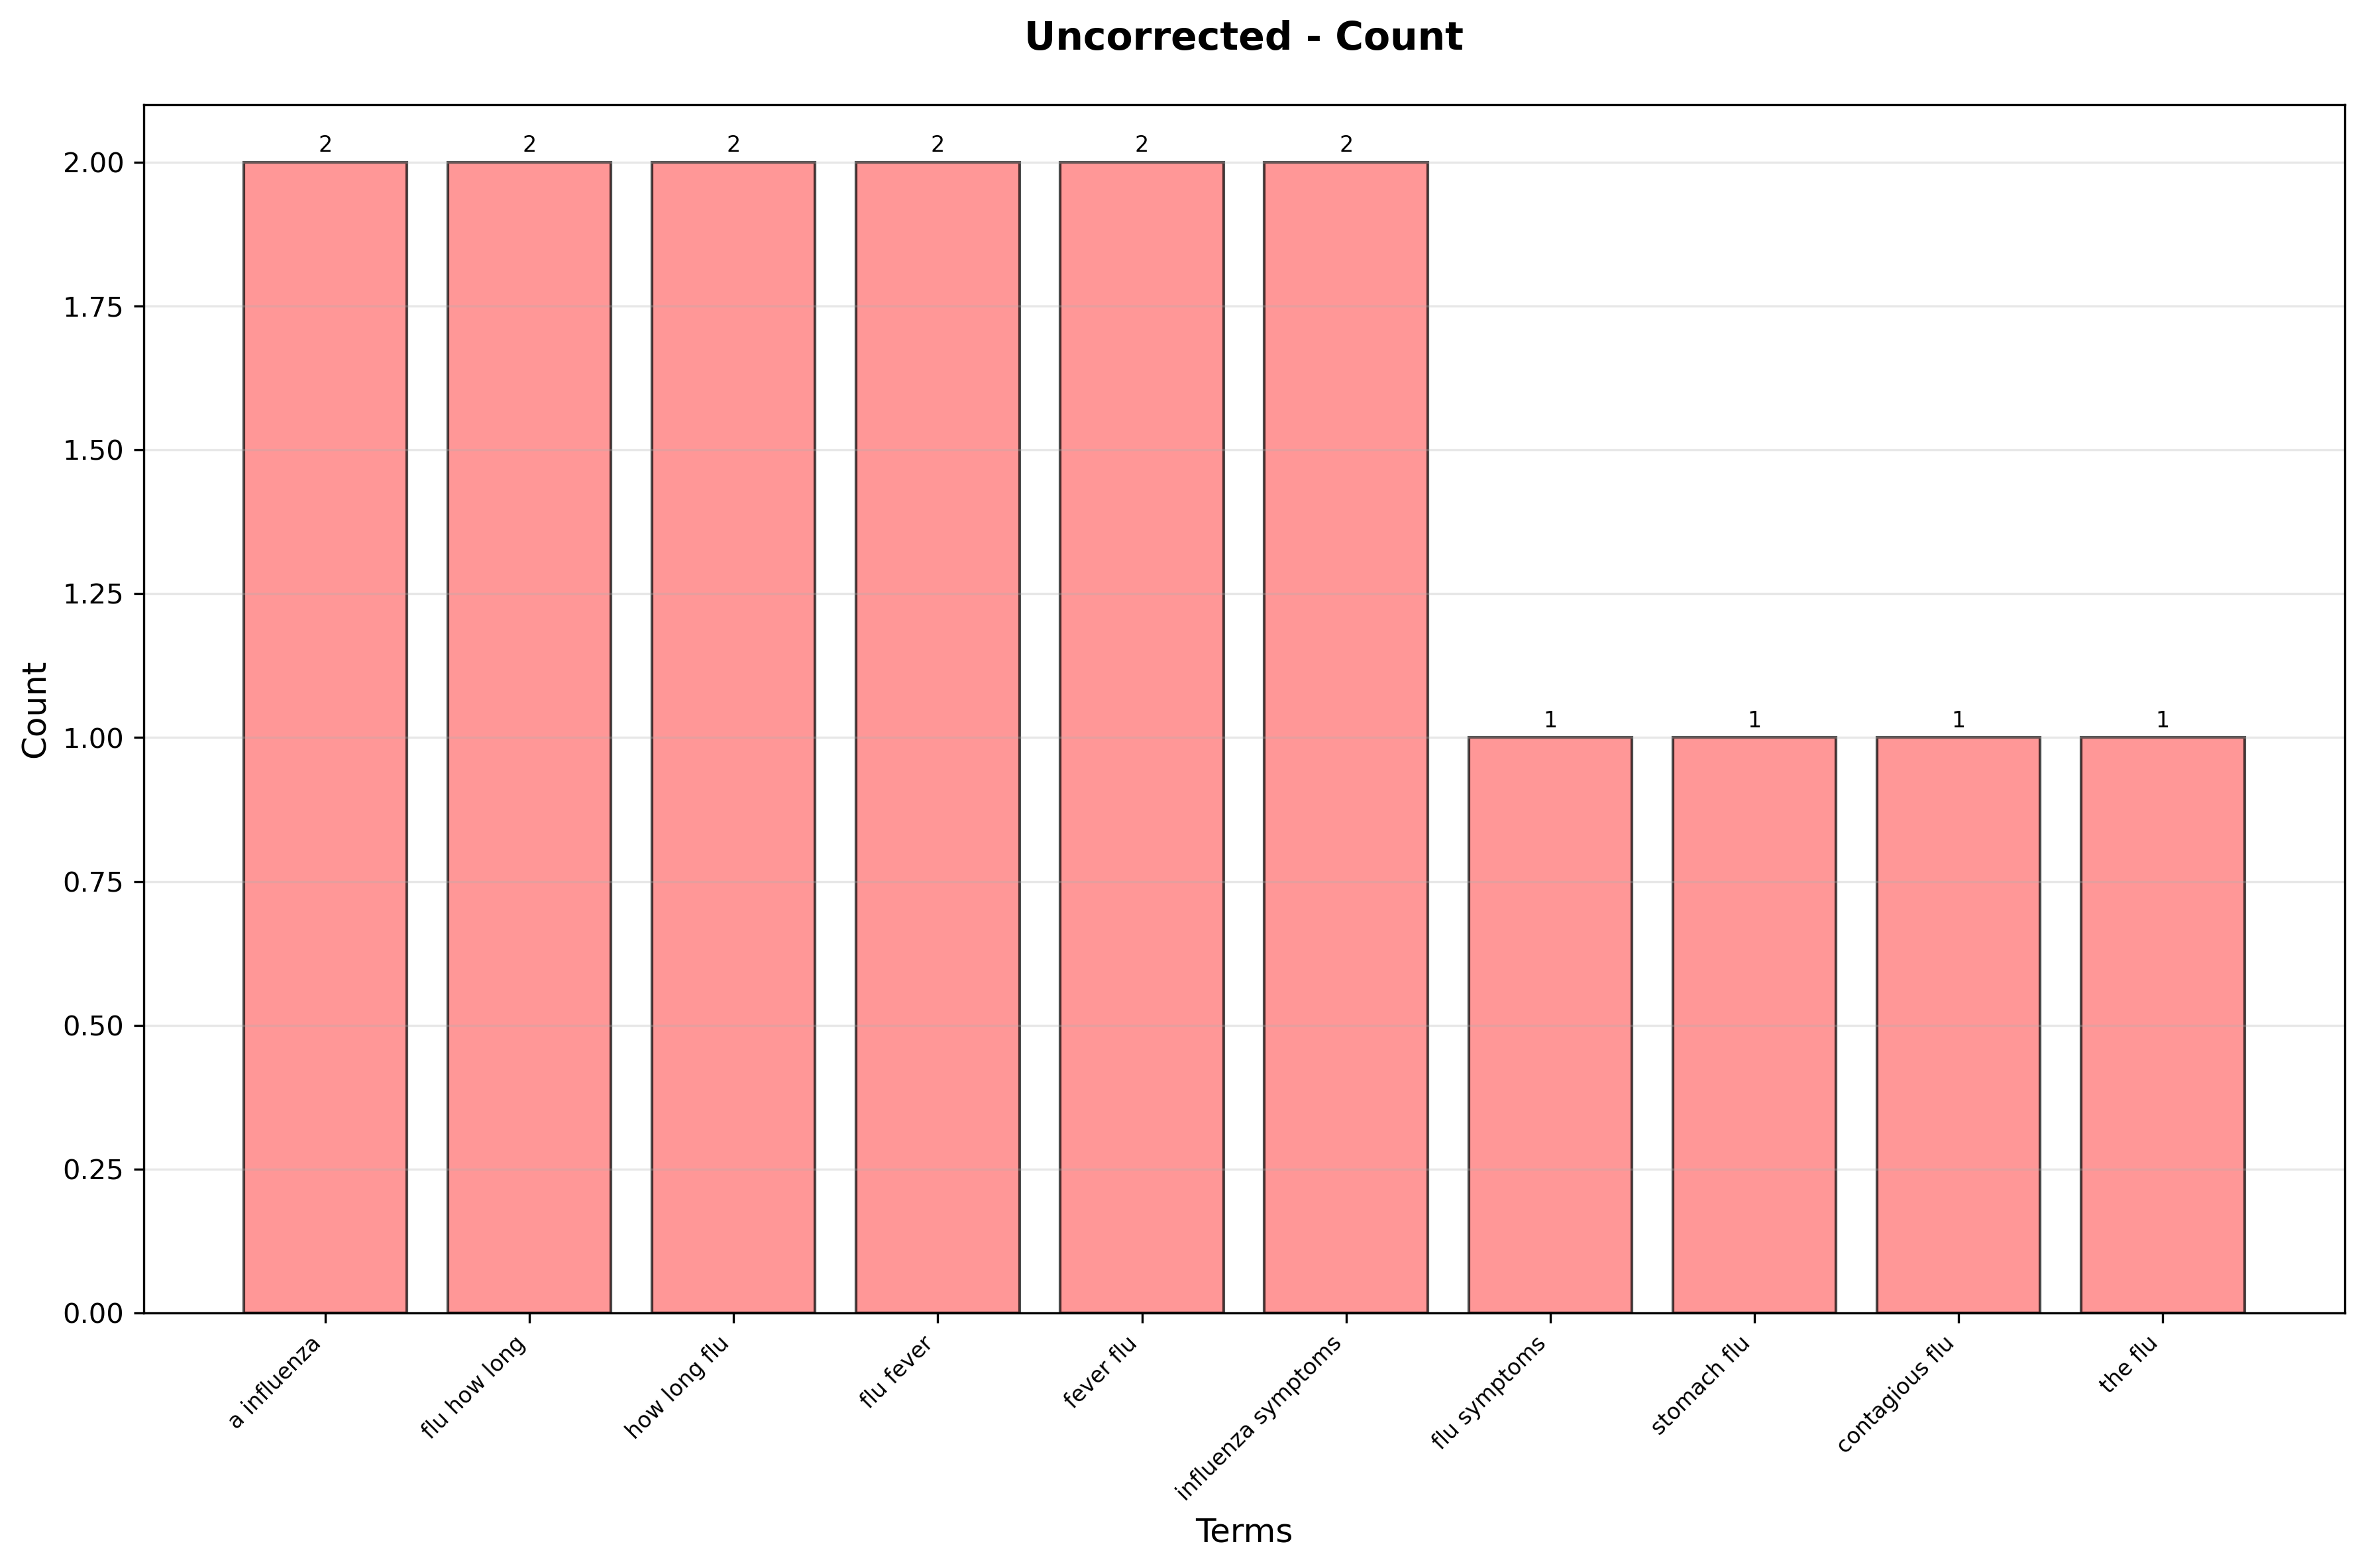 Uncorrected - Count
2 2 2 2 2 2
2.00
1.75
1.50
1.25
1 1 1 1
1.00
0.75
0.50
0.25
0.00
Count
a influenza
flu how long
how long flu
flu fever
fever flu
influenza symptoms
flu symptoms
stomach flu
contagious flu
the flu
Terms